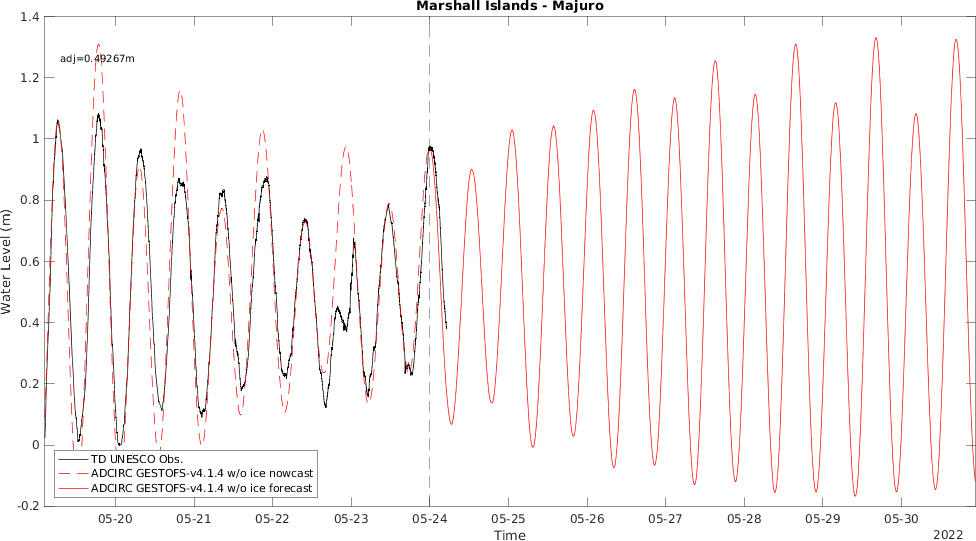 Marshall Islands - Majuro
adj=0.49267m
Water Level (m)
1.4
1.2
1
0.8
0.6
0.4
0.2
0
-0.2
TD UNESCO Obs.
ADCIRC GESTOFS-v4.1.4 w/o ice nowcast
ADCIRC GESTOFS-v4.1.4 w/o ice forecast
05-20 05-21 05-22 05-23 05-24 05-25 05-26 05-27 05-28 05-29 05-30
Time
2022